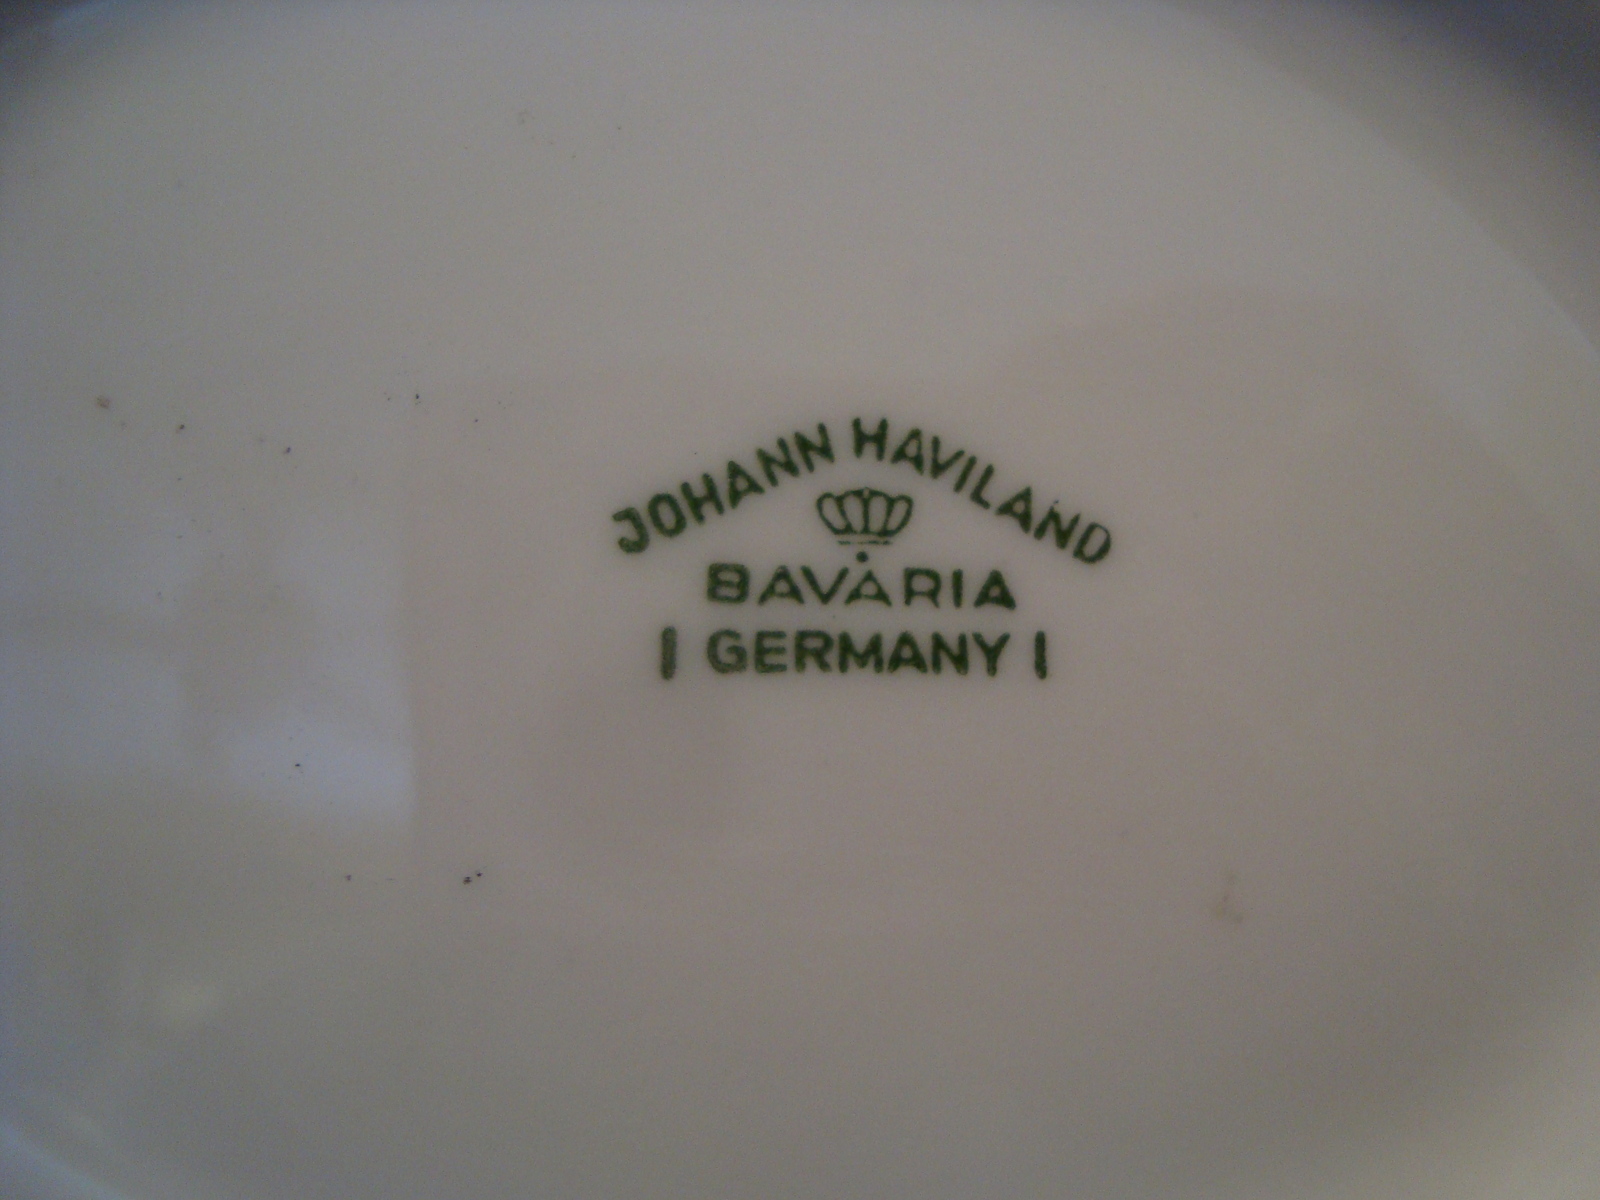 JOHANN HAVILAND
BAVARIA
| GERMANY |